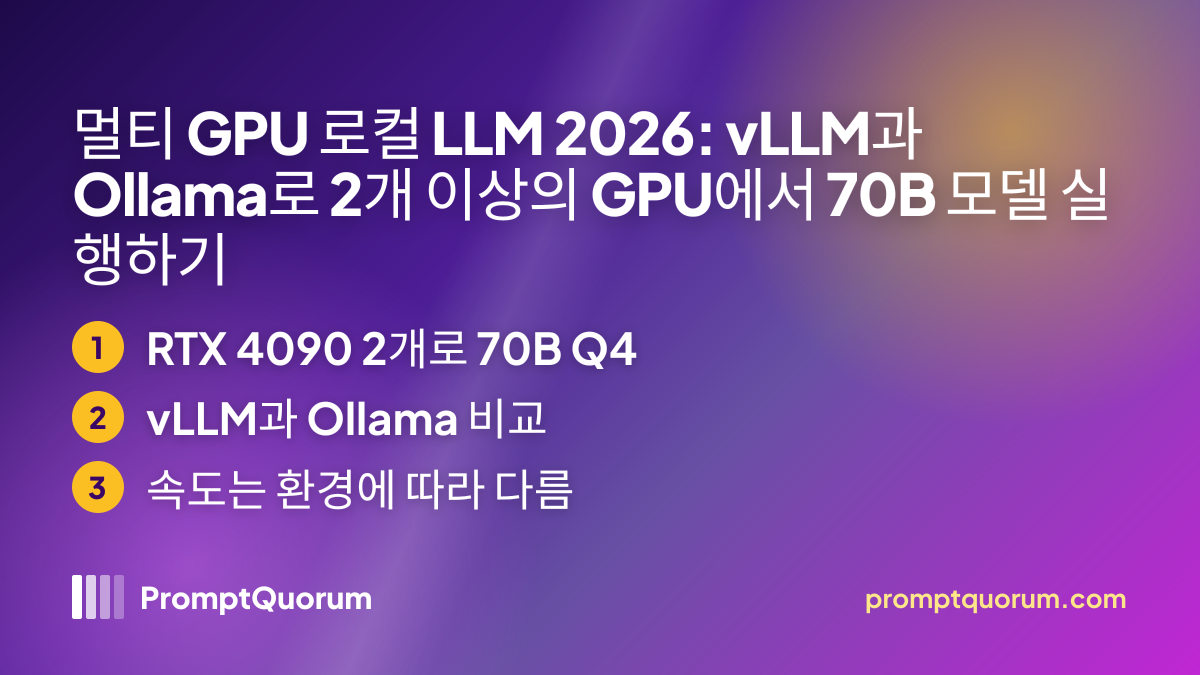 멀티 GPU 로컬 LLM 2026: vLLM과
Ollama로 2개 이상의 GPU에서 70B 모델 실
행하기
1 RTX 4090 2개로 70B Q4
2 vLLM과 Ollama 비교
3 속도는 환경에 따라 다름
PromptQuorum
promptquorum.com